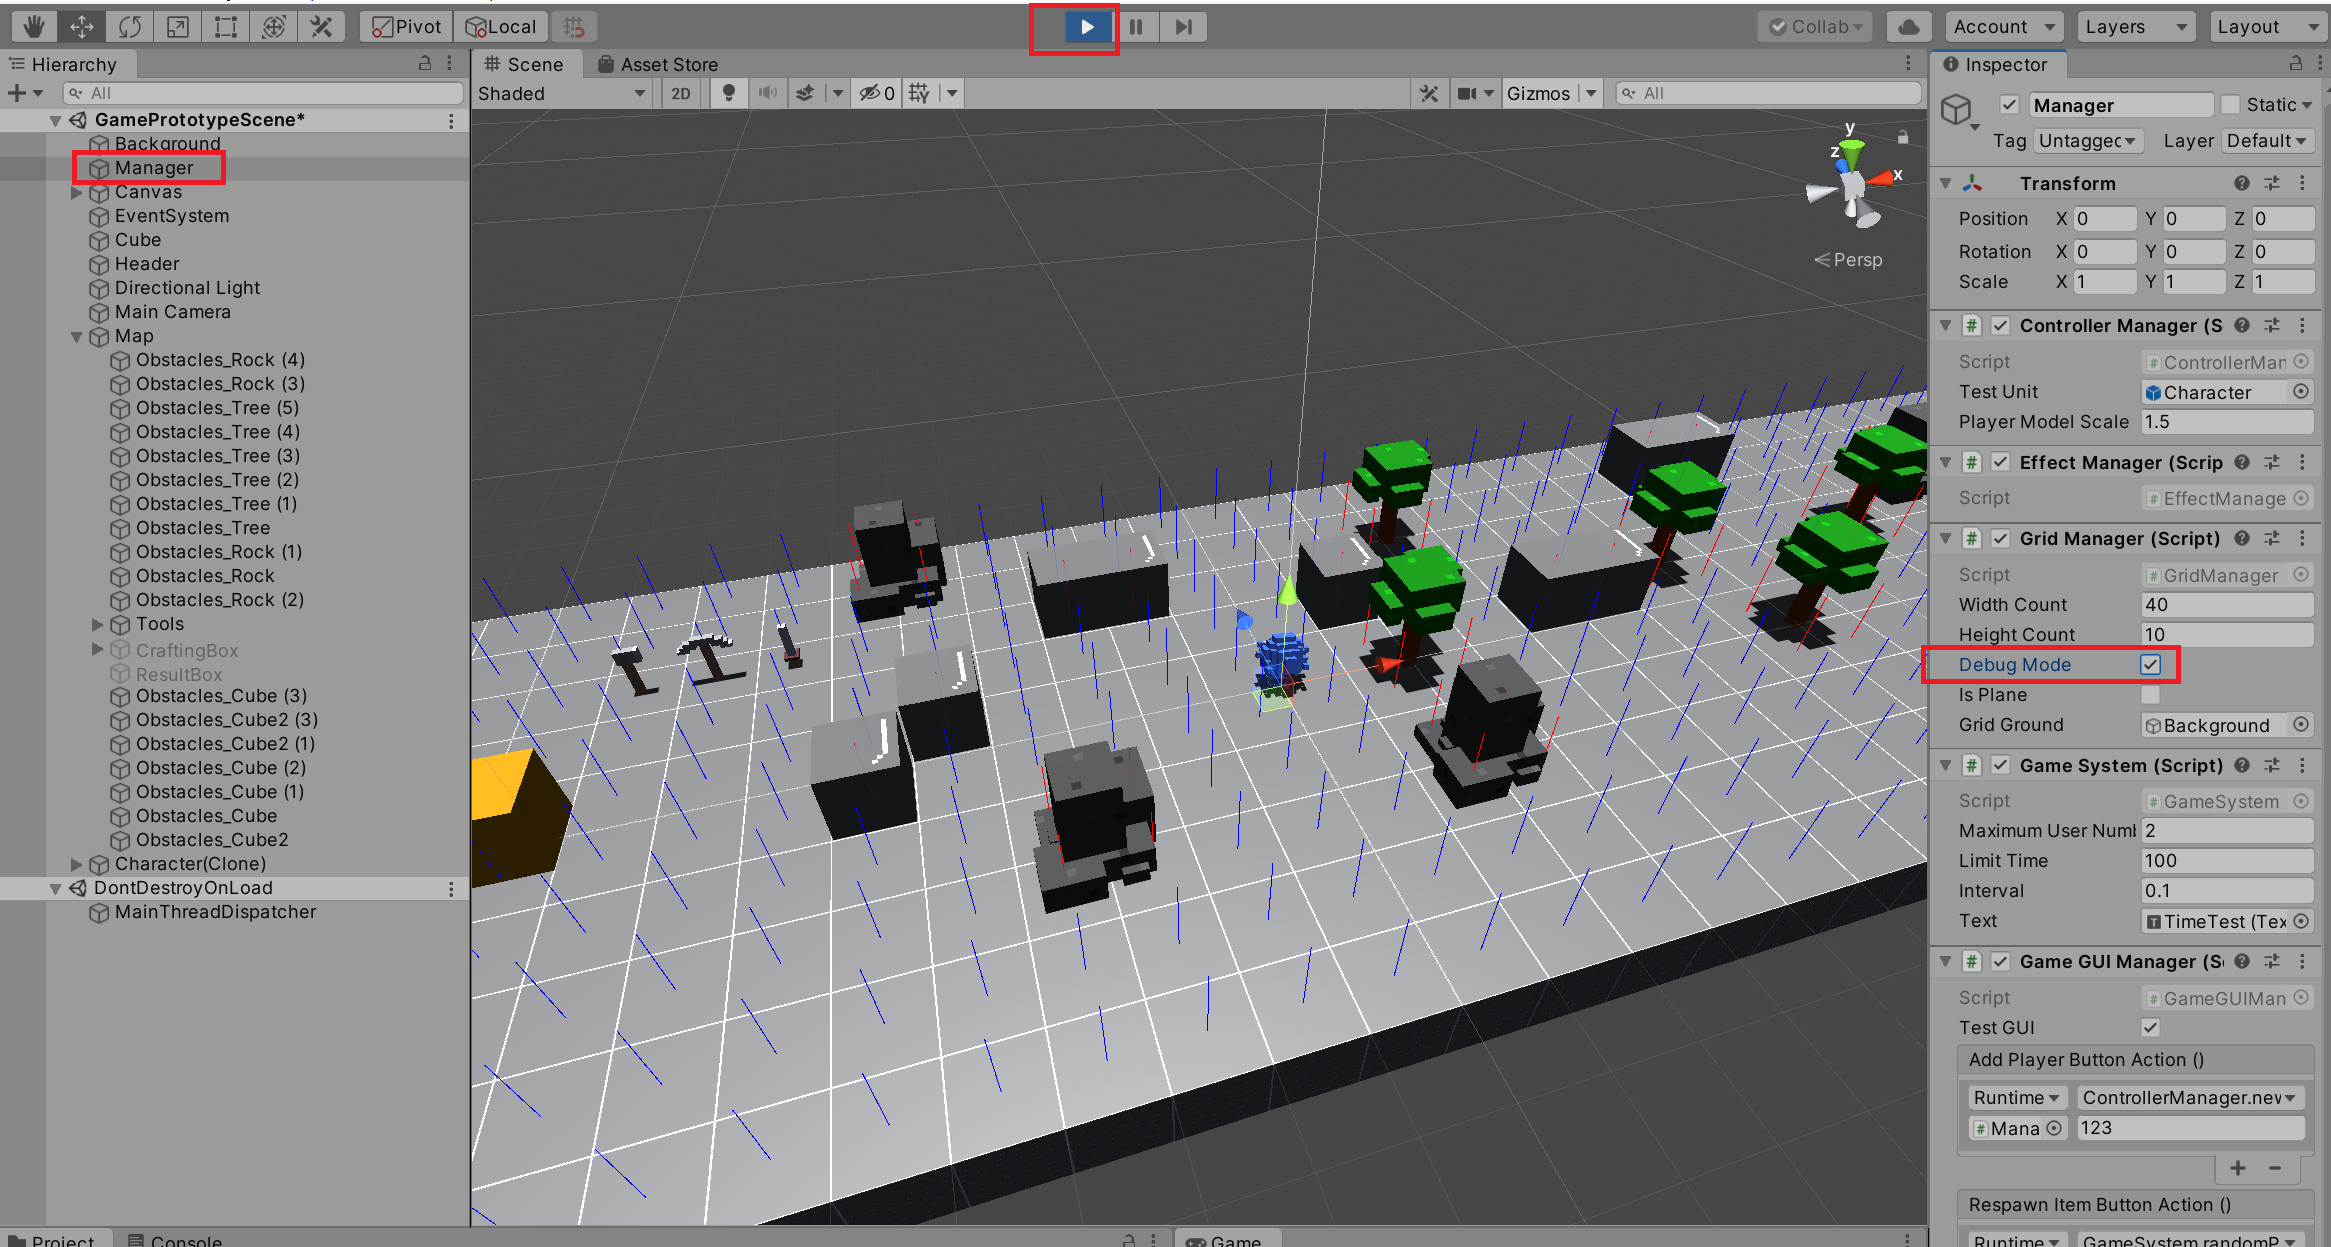 Pivot Local Collab Account Layers Layout
Hierarchy
All
GamePrototypeScene*
Background
Manager
Canvas
EventSystem
Cube
Header
Directional Light
Main Camera
Map
Obstacles_Rock (4)
Obstacles_Rock (3)
Obstacles_Tree (5)
Obstacles_Tree (4)
Obstacles_Tree (3)
Obstacles_Tree (2)
Obstacles_Tree (1)
Obstacles_Tree
Obstacles_Rock (1)
Obstacles_Rock
Obstacles_Rock (2)
Tools
CraftingBox
ResultBox
Obstacles_Cube (3)
Obstacles_Cube2 (3)
Obstacles_Cube2 (1)
Obstacles_Cube (2)
Obstacles_Cube (1)
Obstacles_Cube
Obstacles_Cube2
Character(Clone)
DontDestroyOnLoad
MainThreadDispatcher
Scene Asset Store
Shaded 2D 0 Gizmos All
y
z
x
Persp
Inspector
Manager Static
Tag Untagged Layer Default
Transform
Position X 0 Y 0 Z 0
Rotation X 0 Y 0 Z 0
Scale X 1 Y 1 Z 1
# Controller Manager (S
Script # ControllerMan
Test Unit Character
Player Model Scale 1.5
# Effect Manager (Scrip
Script # EffectManage
# Grid Manager (Script)
Script # GridManager
Width Count 40
Height Count 10
Debug Mode
Is Plane
Grid Ground Background
# Game System (Script)
Script # GameSystem
Maximum User Numb 2
Limit Time 100
Interval 0.1
Text T TimeTest (Tex
# Game GUI Manager (S
Script # GameGUIMan
Test GUI
Add Player Button Action ()
Runtime ControllerManager.new
# Mana 123
+ −
Respawn Item Button Action ()
Runtime GameSystem.randomP
Project Console
Game